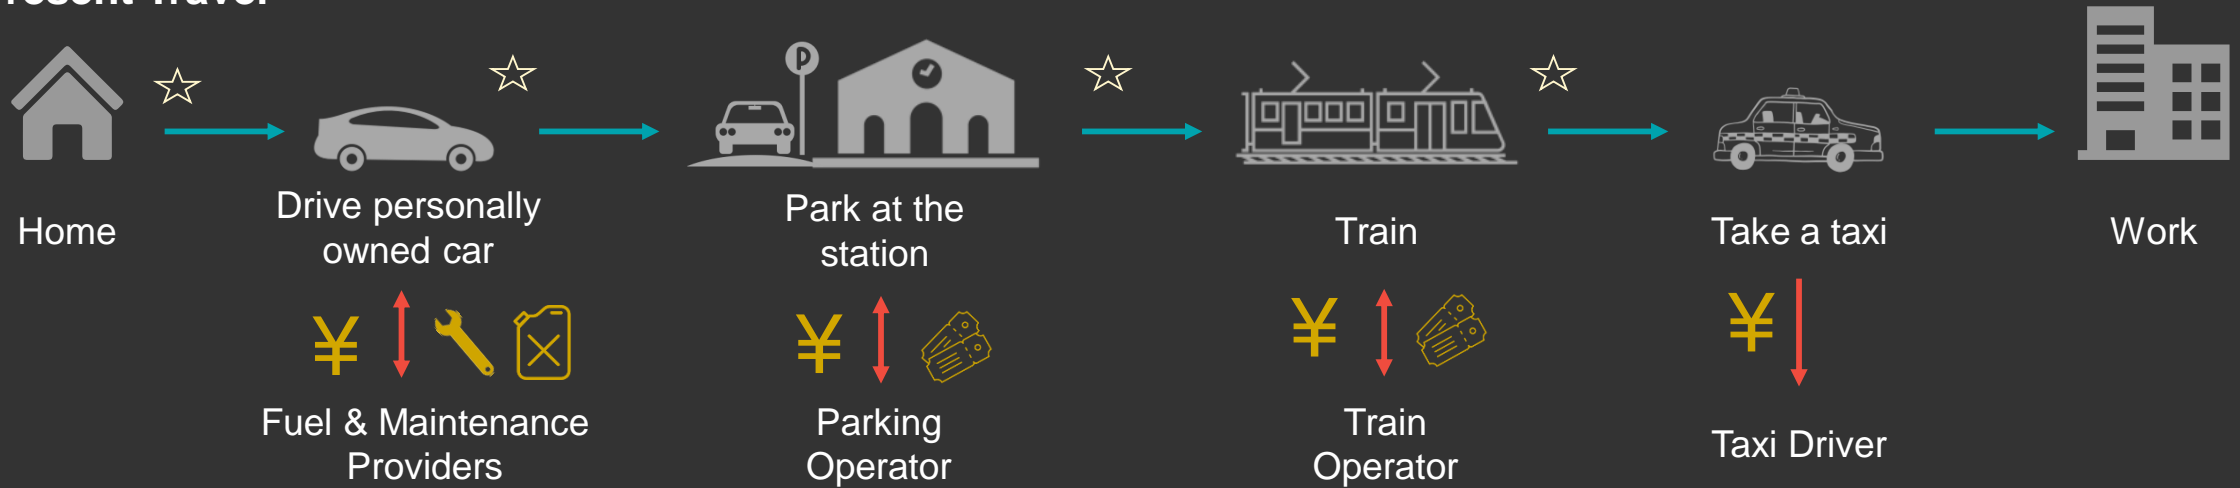 Travel
P
Home
Drive personally
owned car
Park at the
station
Train
Take a taxi
Work
¥
¥
¥
¥
Fuel & Maintenance
Providers
Parking
Operator
Train
Operator
Taxi Driver